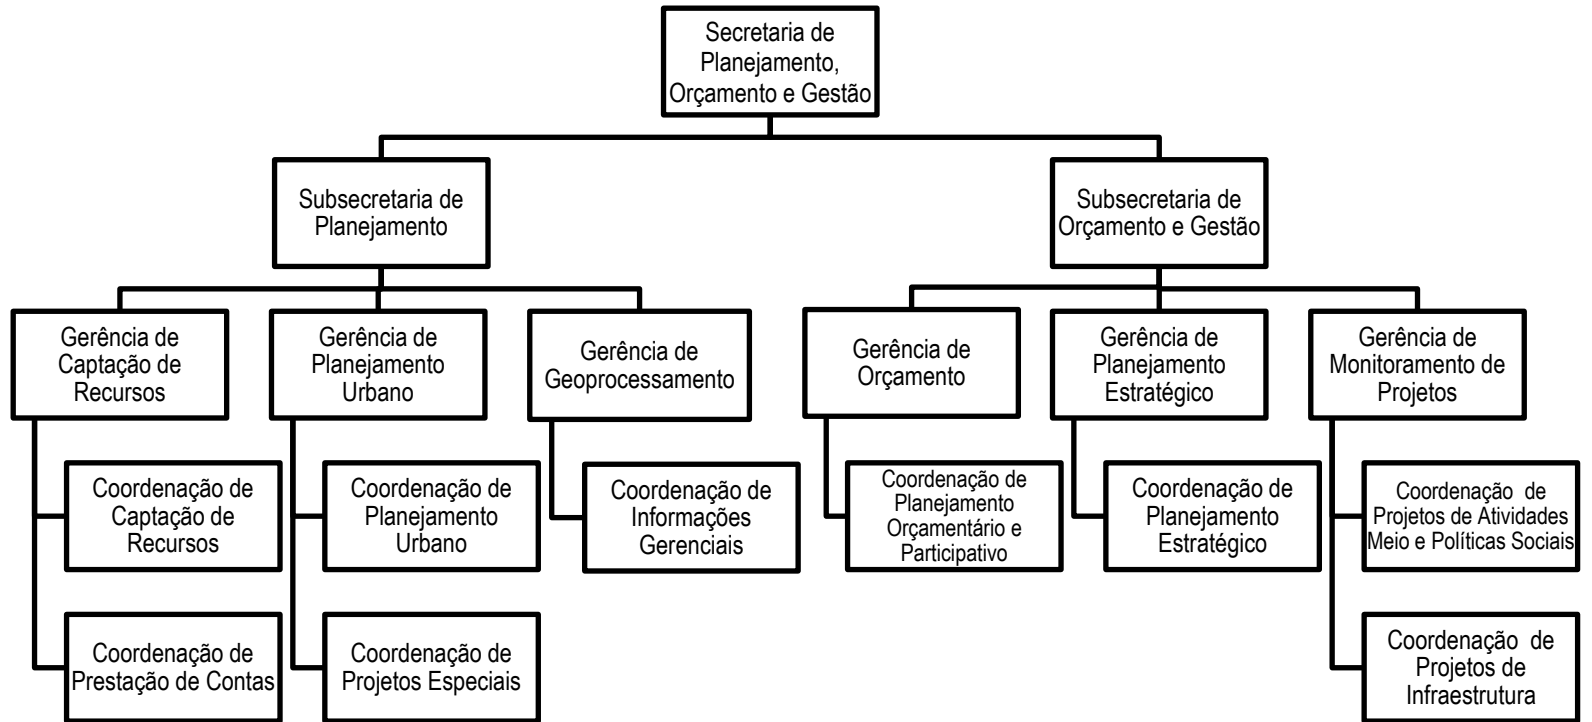 Secretaria de
Planejamento,
Orçamento e Gestão
Subsecretaria de
Planejamento
Subsecretaria de
Orçamento e Gestão
Gerência de
Captação de
Recursos
Gerência de
Planejamento
Urbano
Gerência de
Geoprocessamento
Gerência de
Orçamento
Gerência de
Planejamento
Estratégico
Gerência de
Monitoramento de
Projetos
Coordenação de
Captação de
Recursos
Coordenação de
Planejamento
Urbano
Coordenação de
Informações
Gerenciais
Coordenação de
Planejamento
Orçamentário e
Participativo
Coordenação de
Planejamento
Estratégico
Coordenação de
Projetos de Atividades
Meio e Políticas Sociais
Coordenação de
Prestação de Contas
Coordenação de
Projetos Especiais
Coordenação de
Projetos de
Infraestrutura